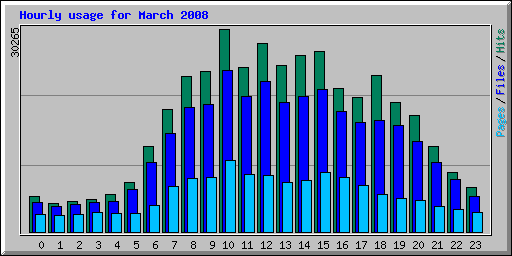 Hourly usage for March 2008
30265
Pages / Files / Hits
0 1 2 3 4 5 6 7 8 9 10 11 12 13 14 15 16 17 18 19 20 21 22 23